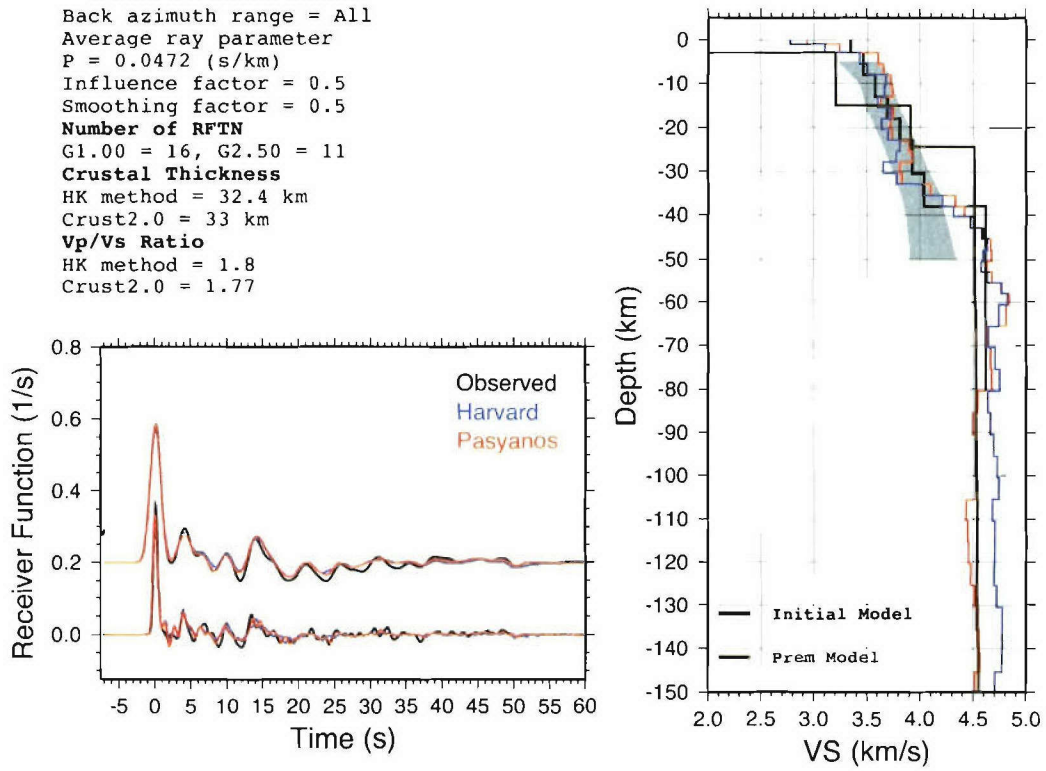 Back azimuth range = All
Average ray parameter
P = 0.0472 (s/km)
Influence factor = 0.5
Smoothing factor = 0.5
Number of RFTN
G1.00 = 16, G2.50 = 11
Crustal Thickness
HK method = 32.4 km
Crust2.0 = 33 km
Vp/Vs Ratio
HK method = 1.8
Crust2.0 = 1.77
0.8
0.6
0.4
0.2
0.0
Receiver Function (1/s)
Observed
Harvard
Pasyanos
-5 0 5 10 15 20 25 30 35 40 45 50 55 60
Time (s)
0
-10
-20
-30
-40
-50
-60
-70
-80
-90
-100
-110
-120
-130
-140
-150
Depth (km)
Initial Model
Prem Model
2.0 2.5 3.0 3.5 4.0 4.5 5.0
VS (km/s)